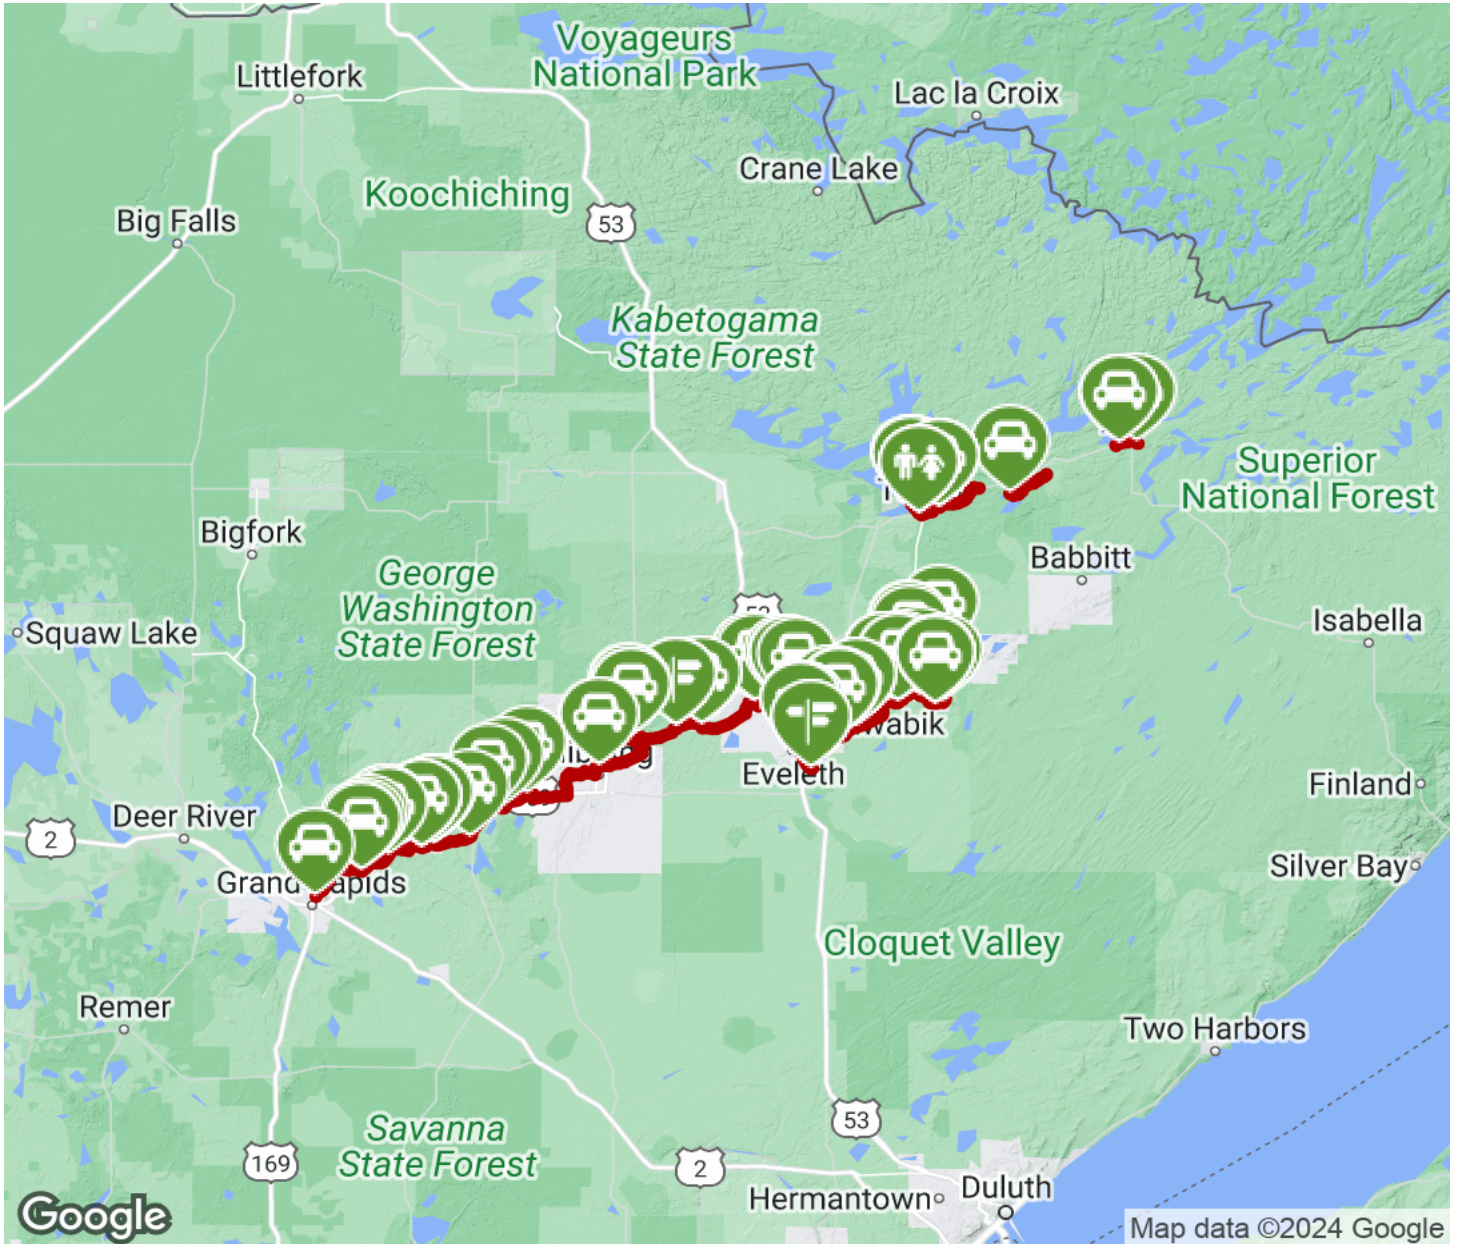 Voyageurs
National Park
Littlefork
Lac la Croix
Crane Lake
Koochiching
Big Falls
53
Kabetogama
State Forest
Superior
National Forest
Bigfork
Babbitt
George
Washington
State Forest
Squaw Lake
Isabella
Eveleth
Finland
Deer River
2
Silver Bay
Grand Rapids
Cloquet Valley
Remer
Two Harbors
53
Savanna
State Forest
169
2
Duluth
Hermantown
Google
Map data ©2024 Google